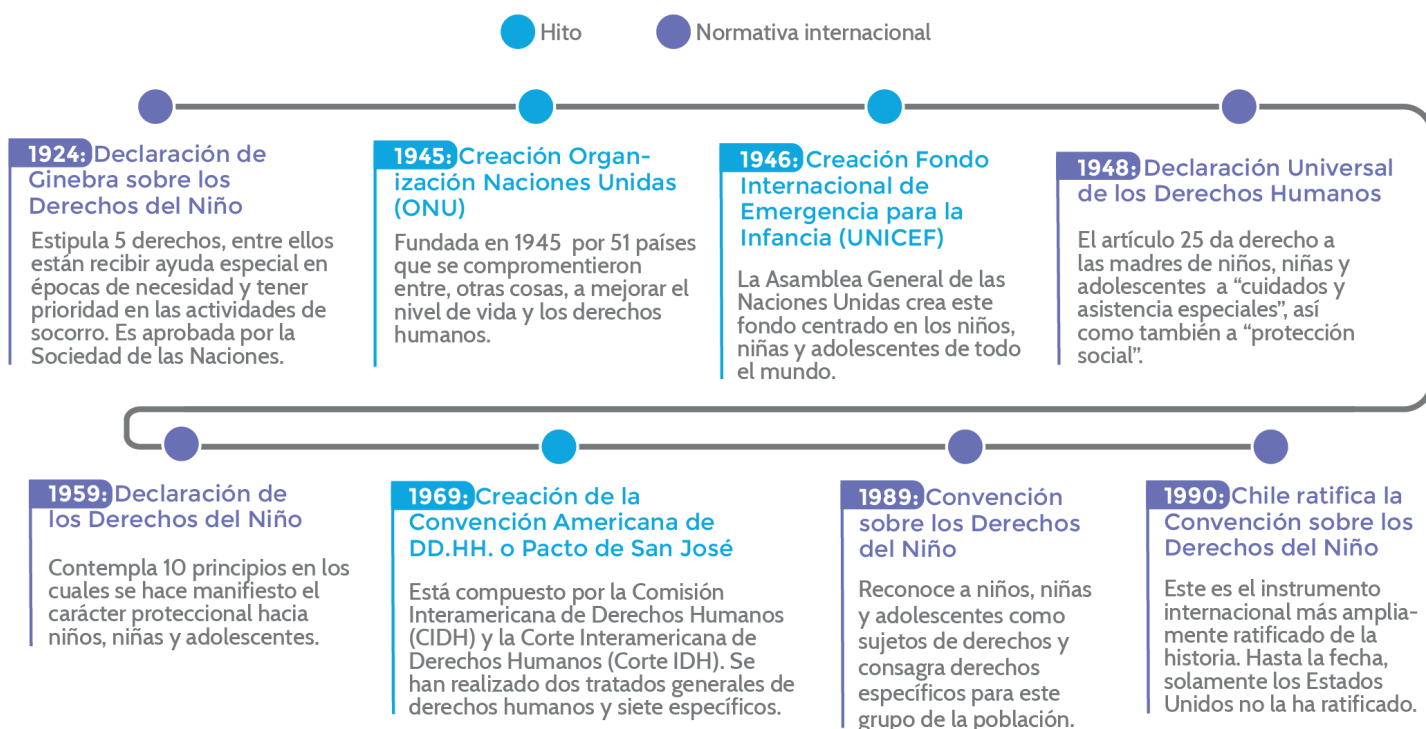 Hito
Normativa internacional
1924: Declaración de
Ginebra sobre los
Derechos del Niño
Estipula 5 derechos, entre ellos
están recibir ayuda especial en
épocas de necesidad y tener
prioridad en las actividades de
socorro. Es aprobada por la
Sociedad de las Naciones.
1945: Creación Organ-
ización Naciones Unidas
(ONU)
Fundada en 1945 por 51 países
que se compromentieron
entre, otras cosas, a mejorar el
nivel de vida y los derechos
humanos.
1946: Creación Fondo
Internacional de
Emergencia para la
Infancia (UNICEF)
La Asamblea General de las
Naciones Unidas crea este
fondo centrado en los niños,
niñas y adolescentes de todo
el mundo.
1948: Declaración Universal
de los Derechos Humanos
El artículo 25 da derecho a
las madres de niños, niñas y
adolescentes a “cuidados y
asistencia especiales”, así
como también a “protección
social”.
1959: Declaración de
los Derechos del Niño
Contempla 10 principios en los
cuales se hace manifiesto el
carácter proteccional hacia
niños, niñas y adolescentes.
1969: Creación de la
Convención Americana de
DD.HH. o Pacto de San José
Está compuesto por la Comisión
Interamericana de Derechos Humanos
(CIDH) y la Corte Interamericana de
Derechos Humanos (Corte IDH). Se
han realizado dos tratados generales de
derechos humanos y siete específicos.
1989: Convención
sobre los Derechos
del Niño
Reconoce a niños, niñas
y adolescentes como
sujetos de derechos y
consagra derechos
específicos para este
grupo de la población.
1990: Chile ratifica la
Convención sobre los
Derechos del Niño
Este es el instrumento
internacional más amplia-
mente ratificado de la
historia. Hasta la fecha,
solamente los Estados
Unidos no la ha ratificado.